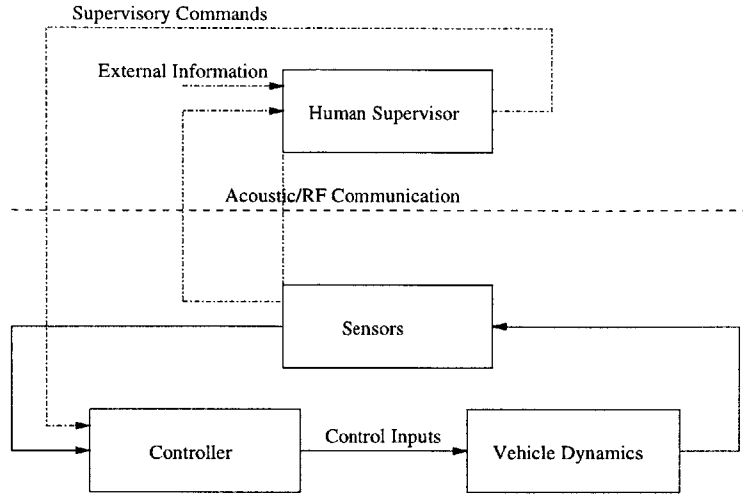 Supervisory Commands
External Information
Human Supervisor
Acoustic/RF Communication
Sensors
Control Inputs
Controller
Vehicle Dynamics